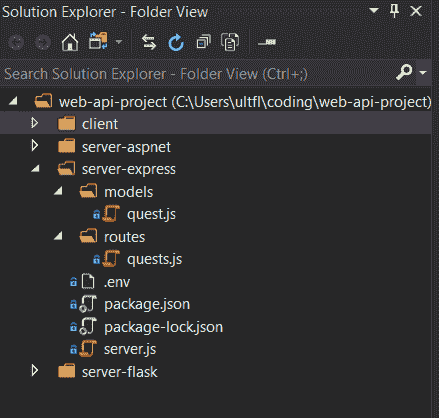 Solution Explorer - Folder View
Search Solution Explorer - Folder View (Ctrl+;)
web-api-project (C:\Users\ultfl\coding\web-api-project)
client
server-aspnet
server-express
models
quest.js
routes
quests.js
.env
package.json
package-lock.json
server.js
server-flask